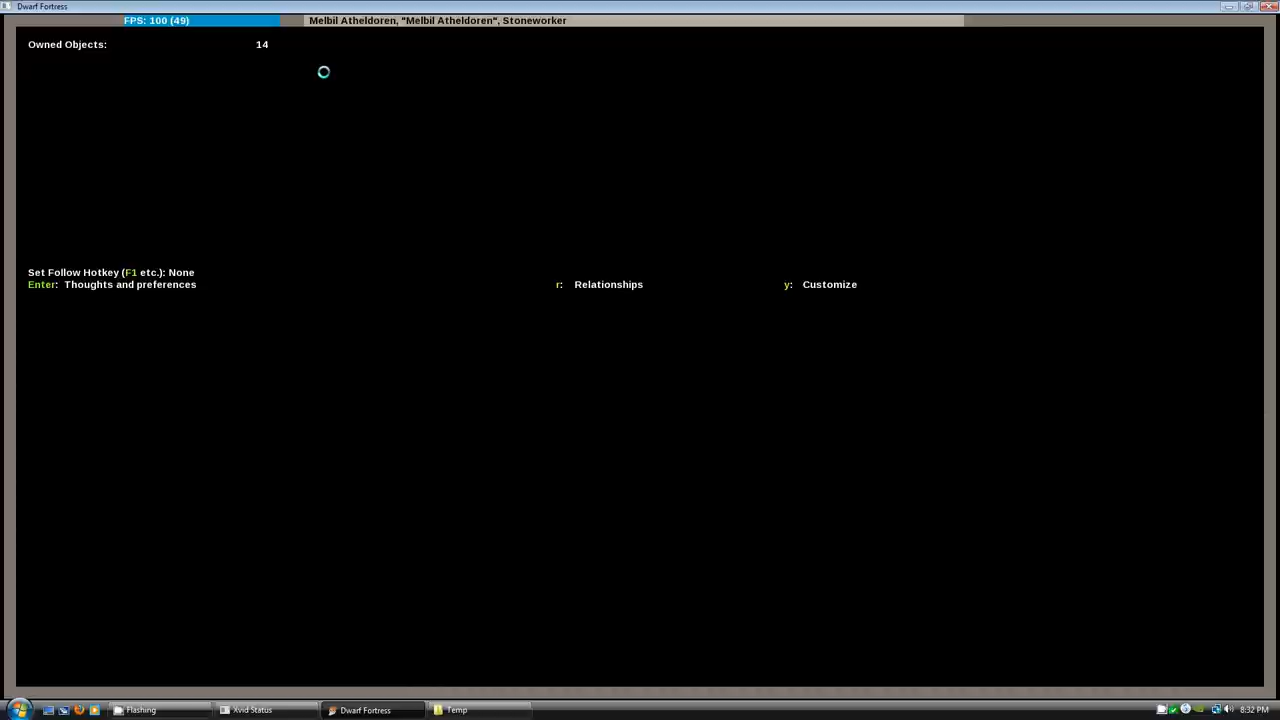 Dwarf Fortress
FPS: 100 (49)
Melbil Atheldoren, "Melbil Atheldoren", Stoneworker
Owned Objects: 14
Set Follow Hotkey (F1 etc.): None
Enter: Thoughts and preferences r: Relationships y: Customize
Flashing Xvid Status Dwarf Fortress Temp 8:32 PM